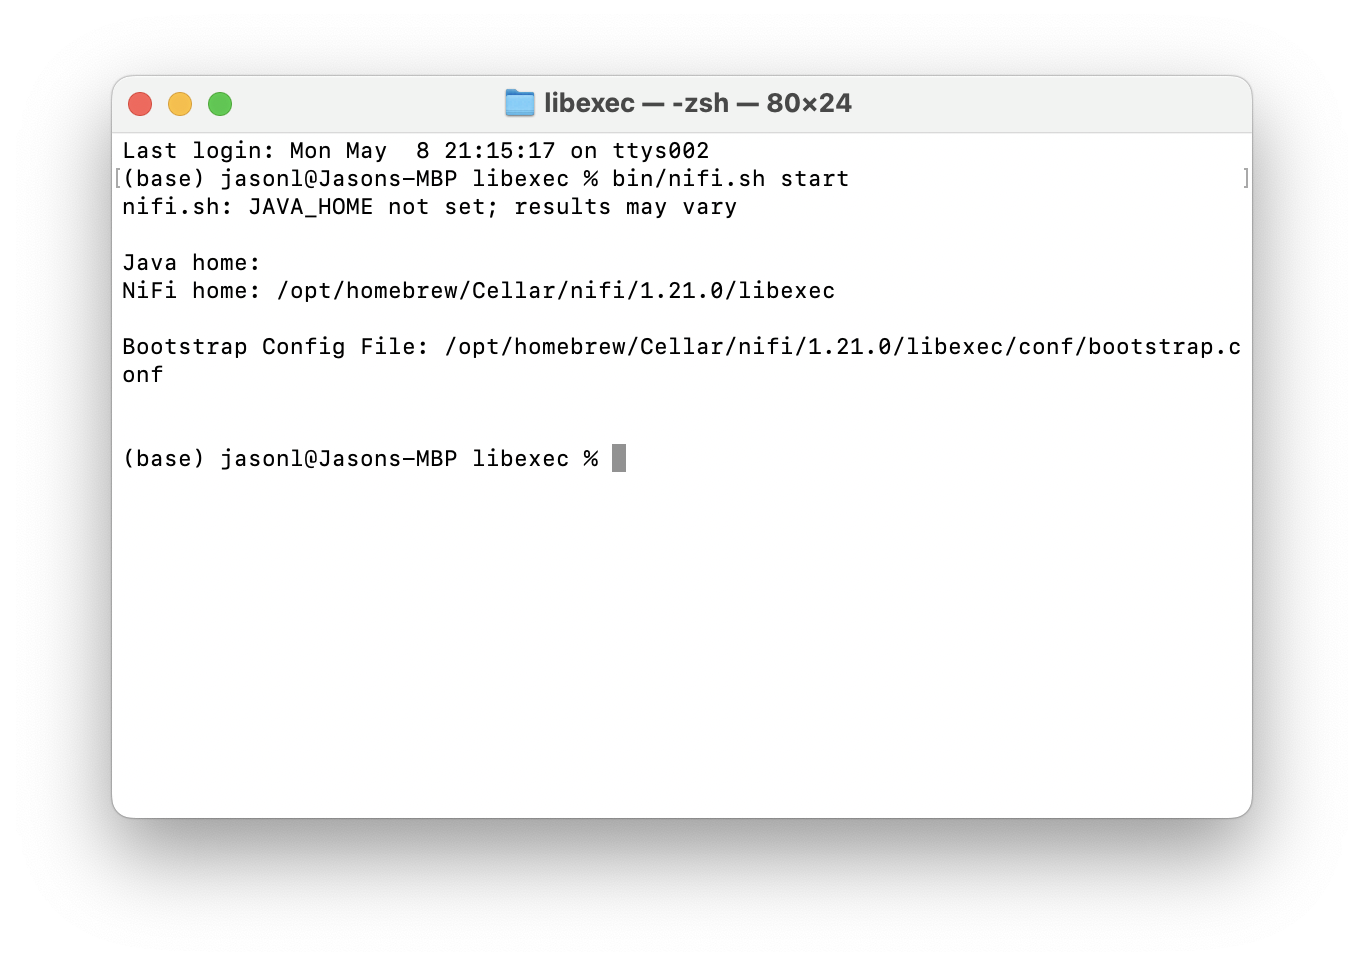 libexec — -zsh — 80×24
Last login: Mon May  8 21:15:17 on ttys002
[(base) jasonl@Jasons-MBP libexec % bin/nifi.sh start ]
nifi.sh: JAVA_HOME not set; results may vary
Java home:
NiFi home: /opt/homebrew/Cellar/nifi/1.21.0/libexec
Bootstrap Config File: /opt/homebrew/Cellar/nifi/1.21.0/libexec/conf/bootstrap.c
onf
(base) jasonl@Jasons-MBP libexec %